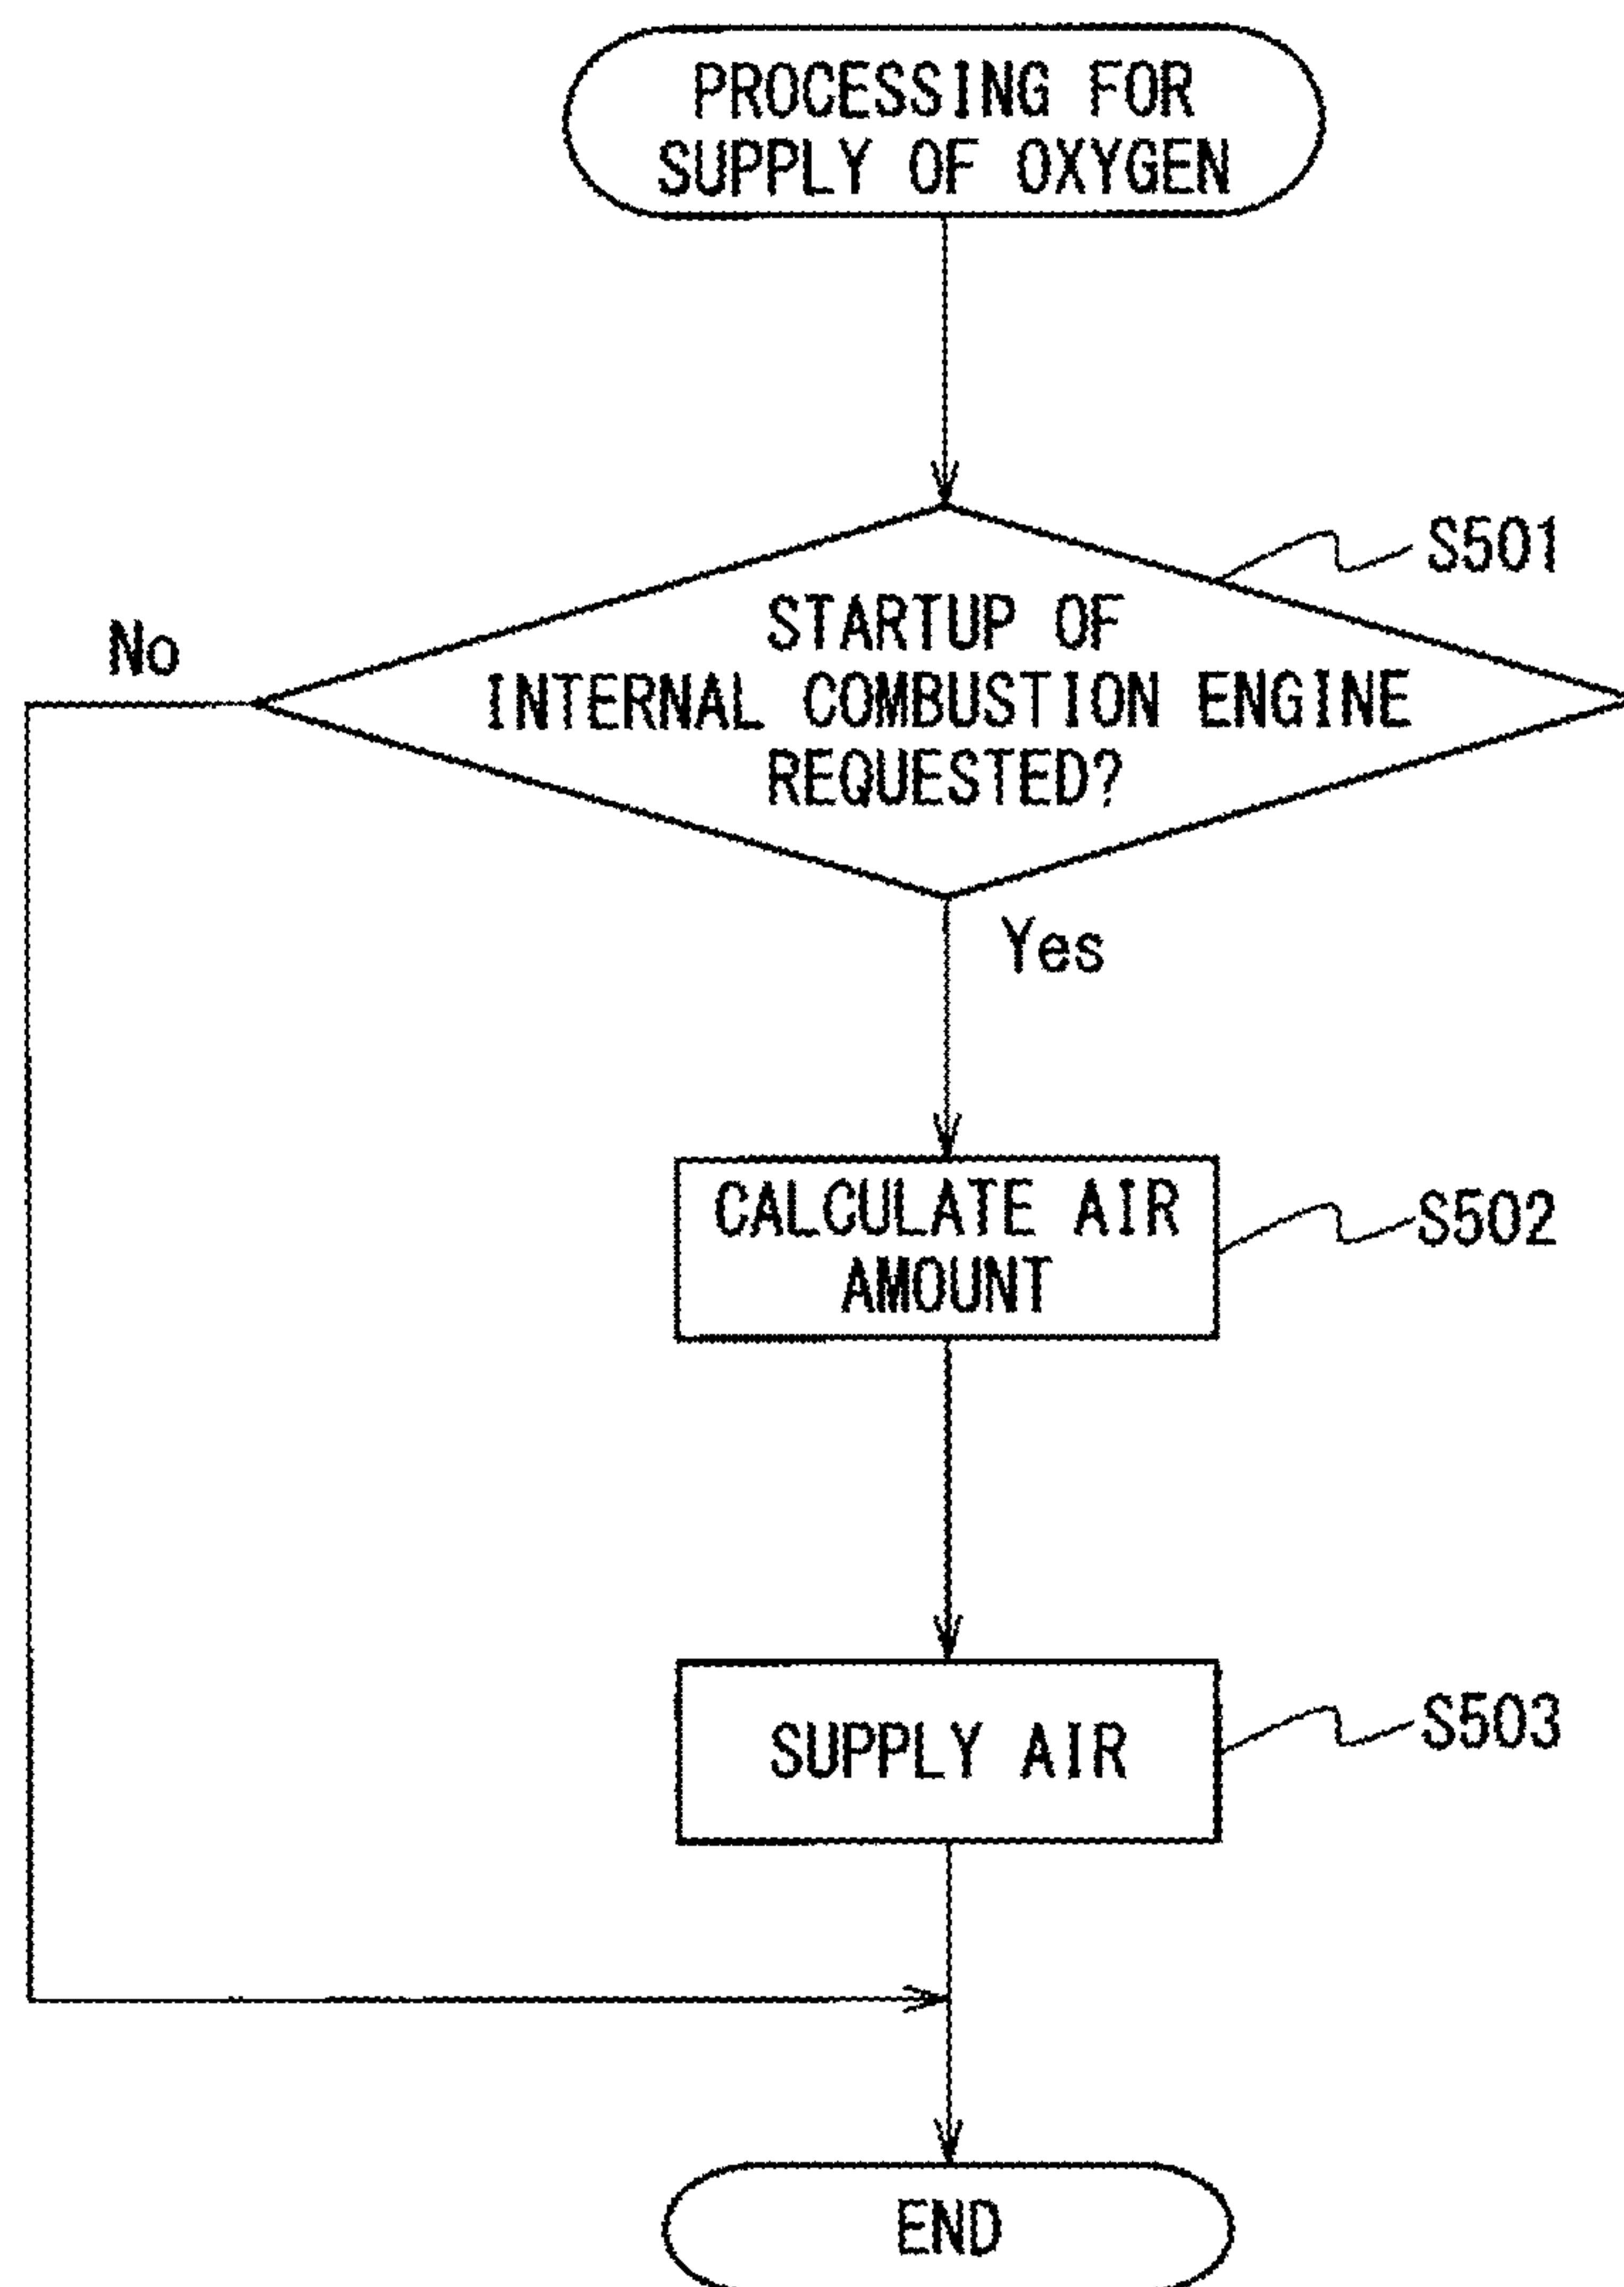 PROCESSING FOR
SUPPLY OF OXYGEN
S501
STARTUP OF
INTERNAL COMBUSTION ENGINE
REQUESTED?
No
Yes
CALCULATE AIR
AMOUNT
S502
SUPPLY AIR
S503
END